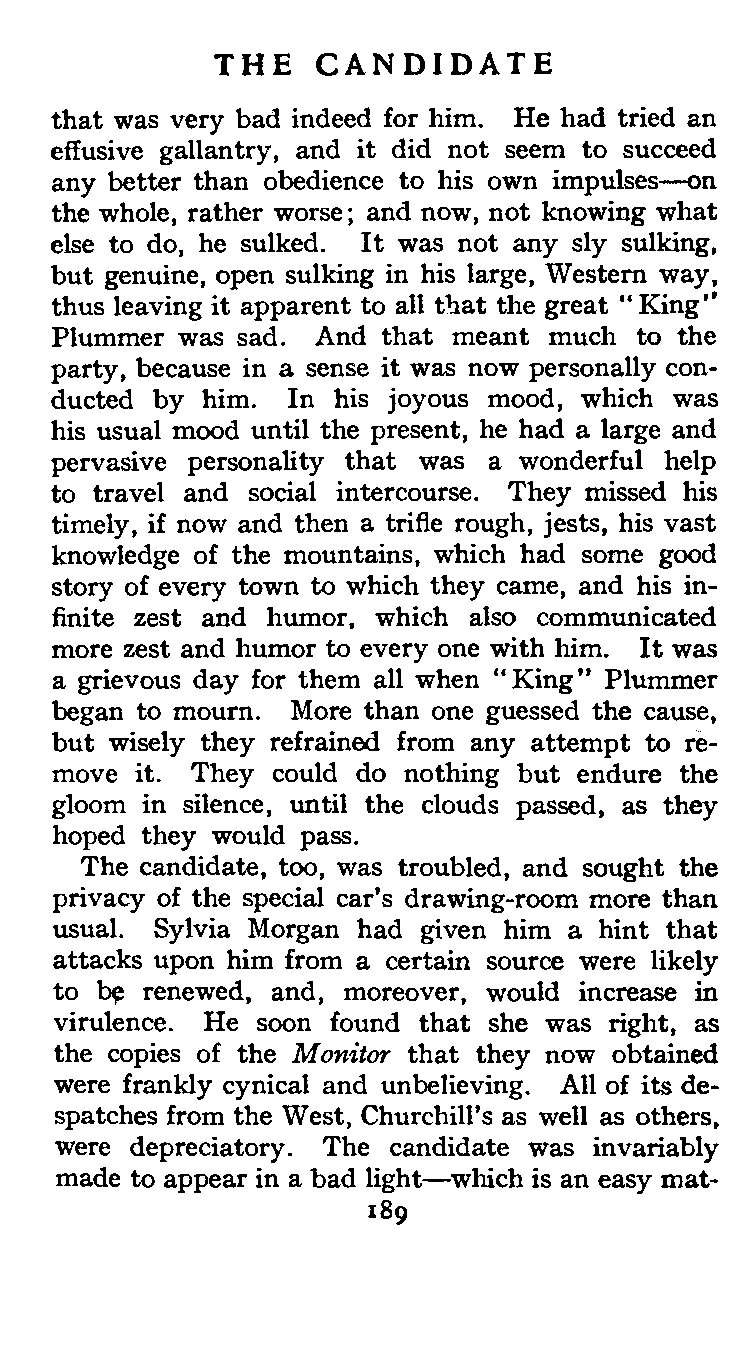 THE CANDIDATE
that was very bad indeed for him. He had tried an
effusive gallantry, and it did not seem to succeed
any better than obedience to his own impulses—on
the whole, rather worse; and now, not knowing what
else to do, he sulked. It was not any sly sulking,
but genuine, open sulking in his large, Western way,
thus leaving it apparent to all that the great "King"
Plummer was sad. And that meant much to the
party, because in a sense it was now personally con-
ducted by him. In his joyous mood, which was
his usual mood until the present, he had a large and
pervasive personality that was a wonderful help
to travel and social intercourse. They missed his
timely, if now and then a trifle rough, jests, his vast
knowledge of the mountains, which had some good
story of every town to which they came, and his in-
finite zest and humor, which also communicated
more zest and humor to every one with him. It was
a grievous day for them all when "King" Plummer
began to mourn. More than one guessed the cause,
but wisely they refrained from any attempt to re-
move it. They could do nothing but endure the
gloom in silence, until the clouds passed, as they
hoped they would pass.
The candidate, too, was troubled, and sought the
privacy of the special car's drawing-room more than
usual. Sylvia Morgan had given him a hint that
attacks upon him from a certain source were likely
to be renewed, and, moreover, would increase in
virulence. He soon found that she was right, as
the copies of the Monitor that they now obtained
were frankly cynical and unbelieving. All of its de-
spatches from the West, Churchill's as well as others,
were depreciatory. The candidate was invariably
made to appear in a bad light—which is an easy mat-
189